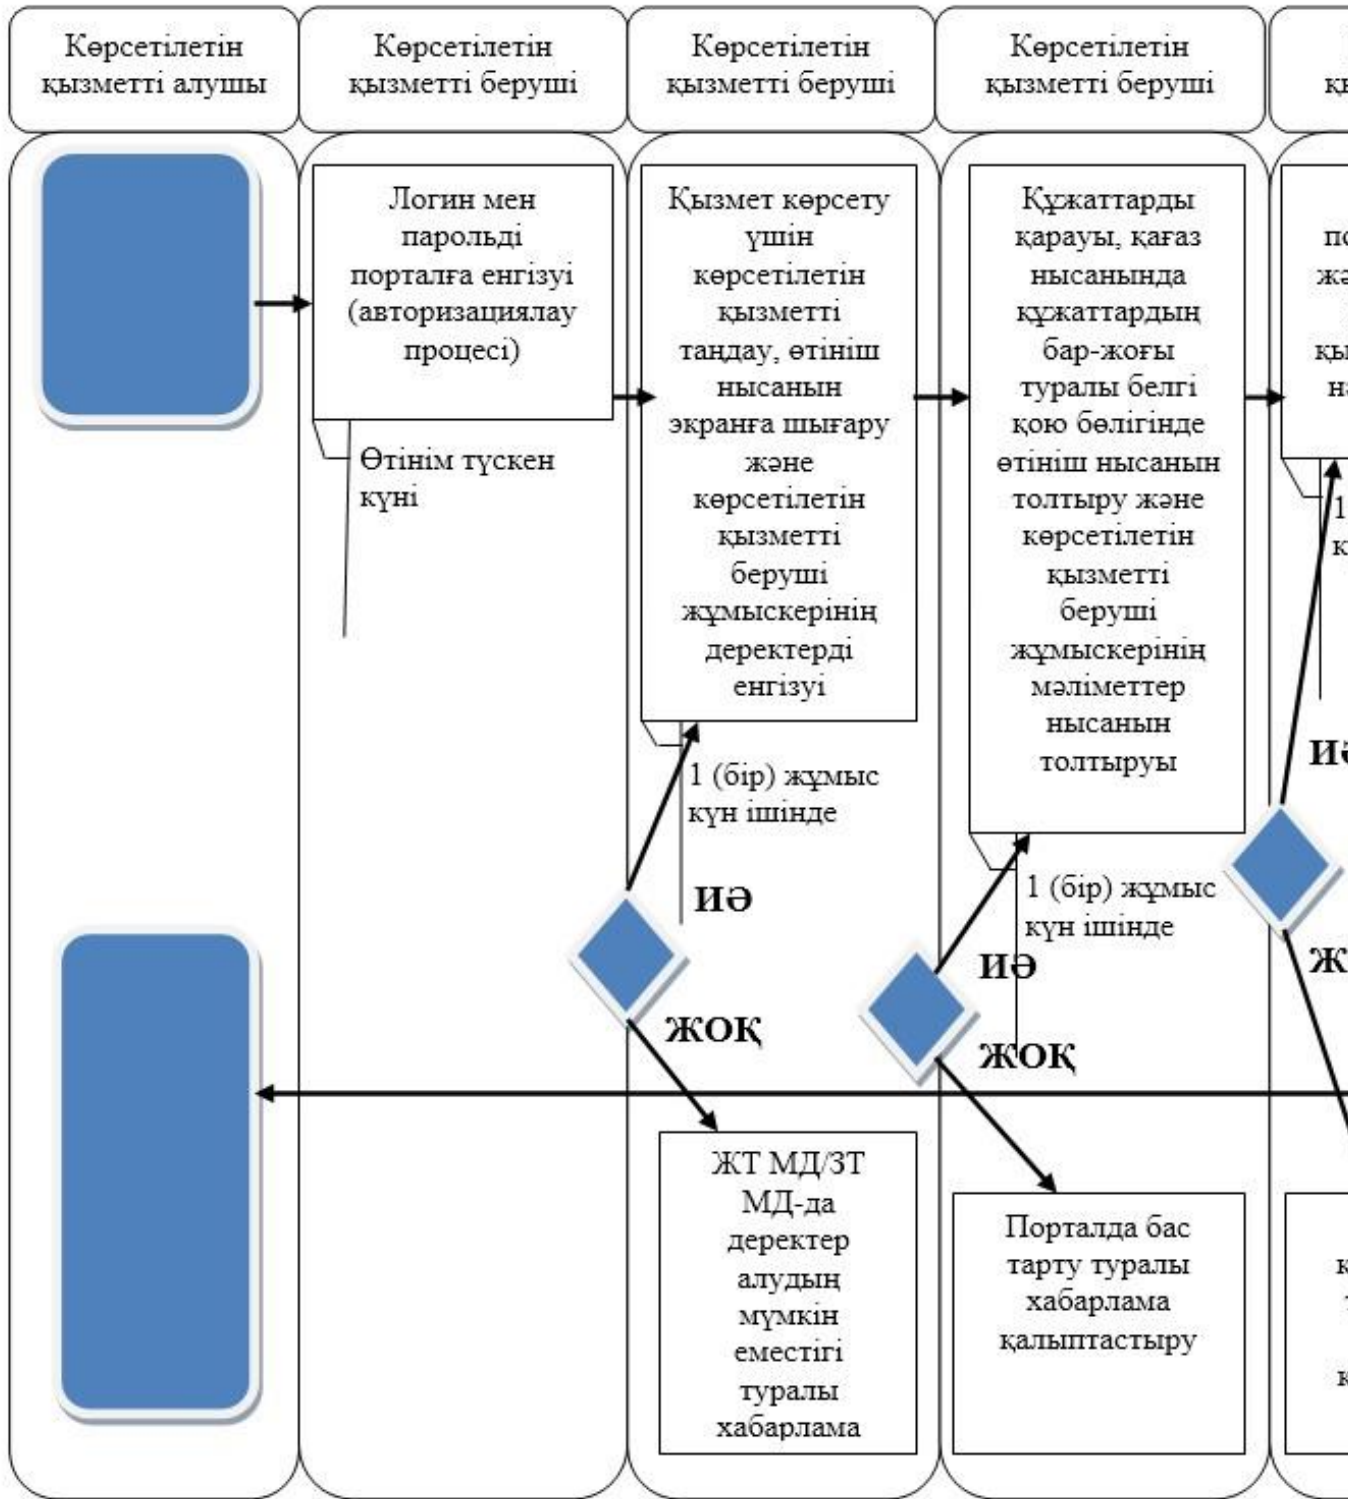 Көрсетілетін
қызметті алушы
Көрсетілетін
қызметті беруші
Көрсетілетін
қызметті беруші
Көрсетілетін
қызметті беруші
Логин мен
парольді
порталға енгізуі
(авторизациялау
процесі)
Өтінім түскен
күні
Қызмет көрсету
үшін
көрсетілетін
қызметті
таңдау, өтініш
нысанын
экранға шығару
және
көрсетілетін
қызметті
беруші
жұмыскерінің
деректерді
енгізуі
1 (бір) жұмыс
күн ішінде
ИӘ
ЖОҚ
ЖТ МД/ЗТ
МД-да
деректер
алудың
мүмкін
еместігі
туралы
хабарлама
Құжаттарды
қарауы, қағаз
нысанында
құжаттардың
бар-жоғы
туралы белгі
қою бөлігінде
өтініш нысанын
толтыру және
көрсетілетін
қызметті
беруші
жұмыскерінің
мәліметтер
нысанын
толтыруы
1 (бір) жұмыс
күн ішінде
ИӘ
ЖОҚ
Порталда бас
тарту туралы
хабарлама
қалыптастыру
1